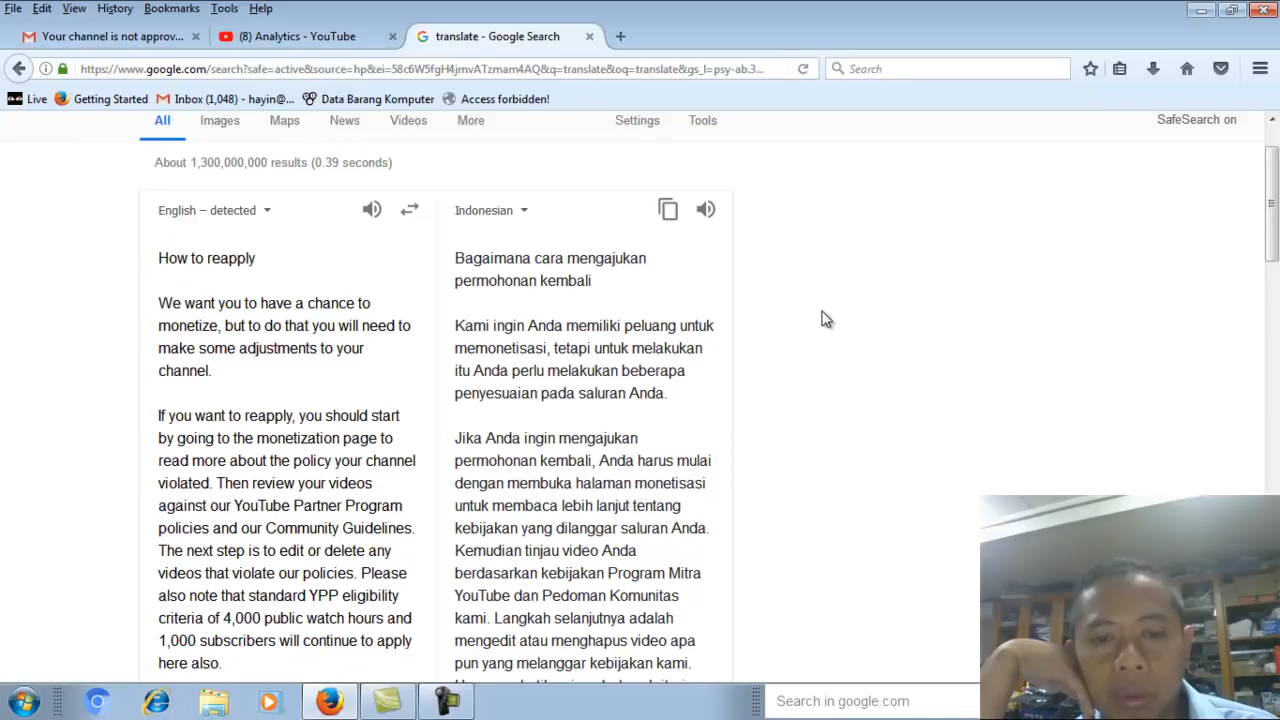 File Edit View History Bookmarks Tools Help
Your channel is not approv... (8) Analytics - YouTube translate - Google Search
https://www.google.com/search?safe=active&source=hp&ei=58c6W5fgH4jmvATzmam4AQ&q=translate&oq=translate&gs_l=psy-ab.3... Search
Live Getting Started Inbox (1,048) - hayin@... Data Barang Komputer Access forbidden!
All Images Maps News Videos More Settings Tools SafeSearch on
About 1,300,000,000 results (0.39 seconds)
English – detected Indonesian
How to reapply
We want you to have a chance to
monetize, but to do that you will need to
make some adjustments to your
channel.
If you want to reapply, you should start
by going to the monetization page to
read more about the policy your channel
violated. Then review your videos
against our YouTube Partner Program
policies and our Community Guidelines.
The next step is to edit or delete any
videos that violate our policies. Please
also note that standard YPP eligibility
criteria of 4,000 public watch hours and
1,000 subscribers will continue to apply
here also.
Bagaimana cara mengajukan
permohonan kembali
Kami ingin Anda memiliki peluang untuk
memonetisasi, tetapi untuk melakukan
itu Anda perlu melakukan beberapa
penyesuaian pada saluran Anda.
Jika Anda ingin mengajukan
permohonan kembali, Anda harus mulai
dengan membuka halaman monetisasi
untuk membaca lebih lanjut tentang
kebijakan yang dilanggar saluran Anda.
Kemudian tinjau video Anda
berdasarkan kebijakan Program Mitra
YouTube dan Pedoman Komunitas
kami. Langkah selanjutnya adalah
mengedit atau menghapus video apa
pun yang melanggar kebijakan kami.
Search in google.com